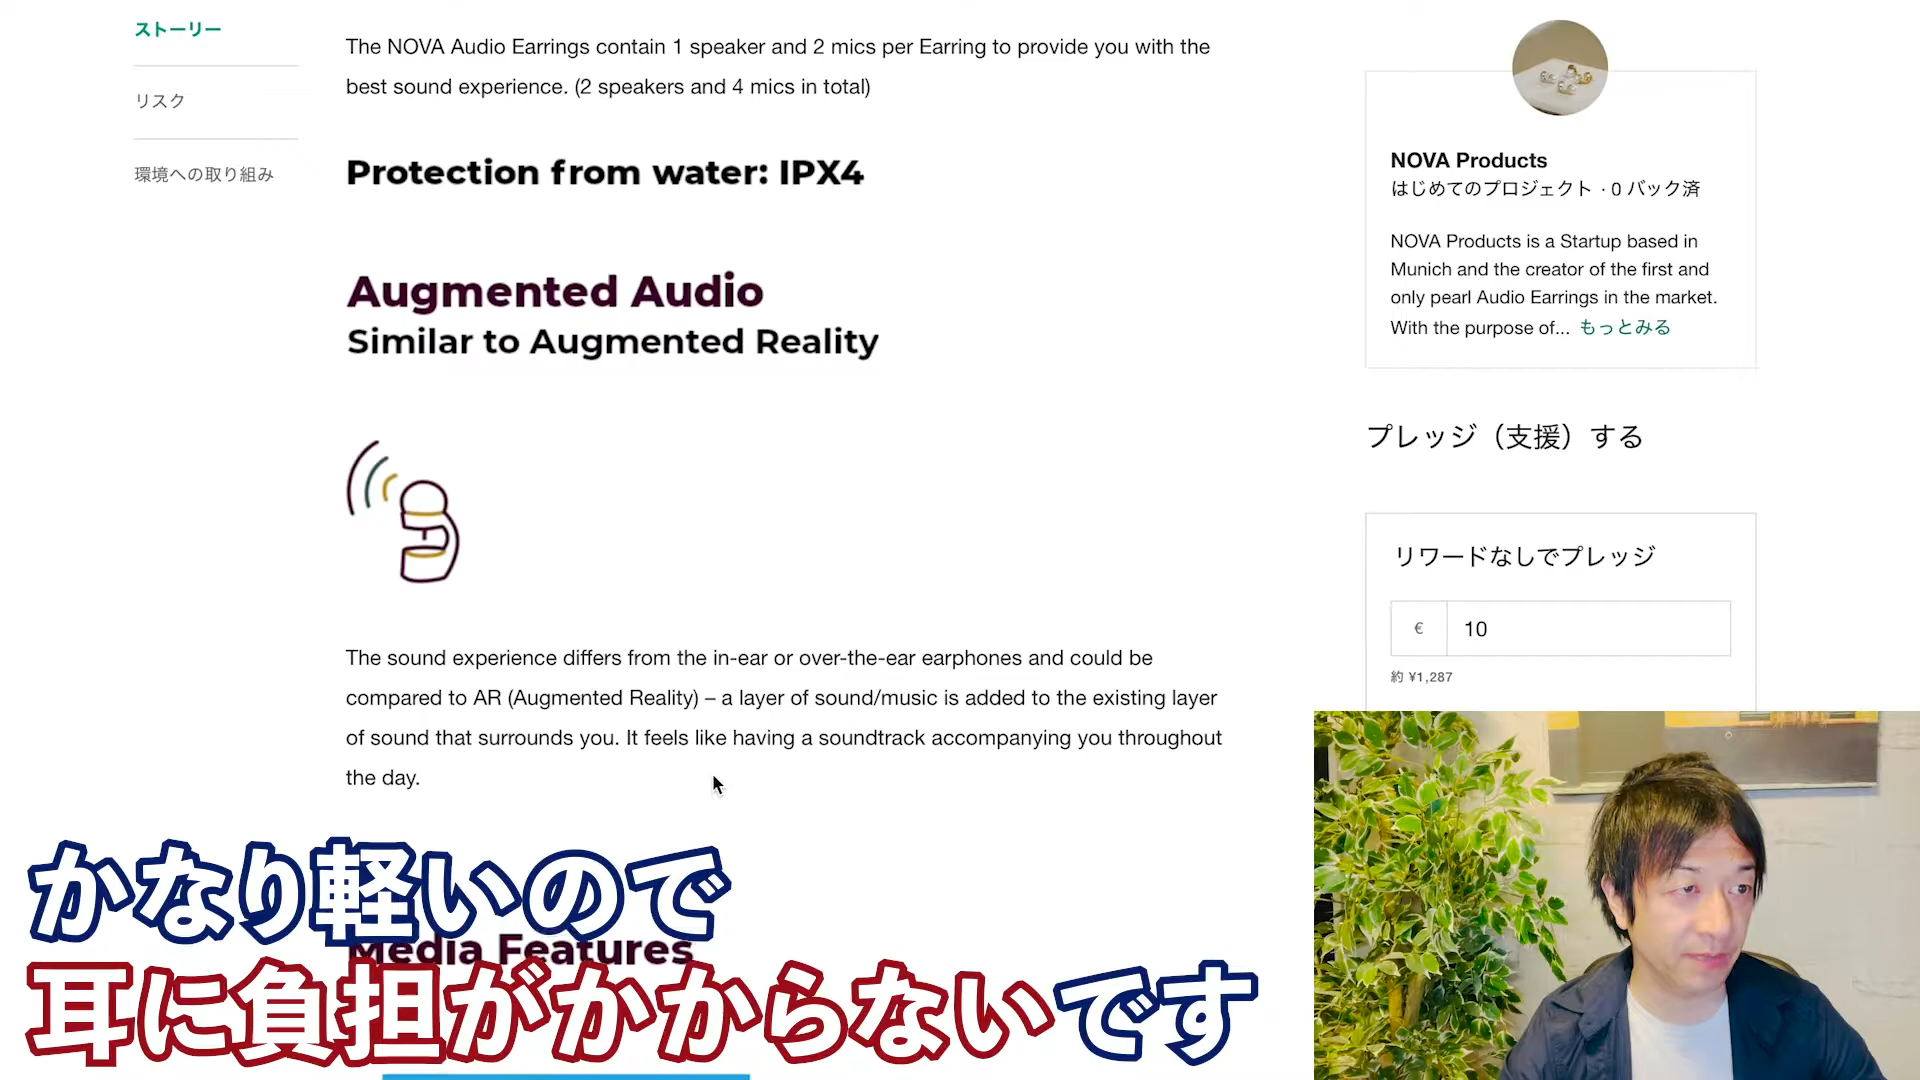 ストーリー
リスク
環境への取り組み
The NOVA Audio Earrings contain 1 speaker and 2 mics per Earring to provide you with the
best sound experience. (2 speakers and 4 mics in total)
Protection from water: IPX4
Augmented Audio
Similar to Augmented Reality
The sound experience differs from the in-ear or over-the-ear earphones and could be
compared to AR (Augmented Reality) – a layer of sound/music is added to the existing layer
of sound that surrounds you. It feels like having a soundtrack accompanying you throughout
the day.
Media Features
NOVA Products
はじめてのプロジェクト · 0 バック済
NOVA Products is a Startup based in
Munich and the creator of the first and
only pearl Audio Earrings in the market.
With the purpose of... もっとみる
プレッジ（支援）する
リワードなしでプレッジ
€ 10
約 ¥1,287
かなり軽いので
耳に負担がかからないです